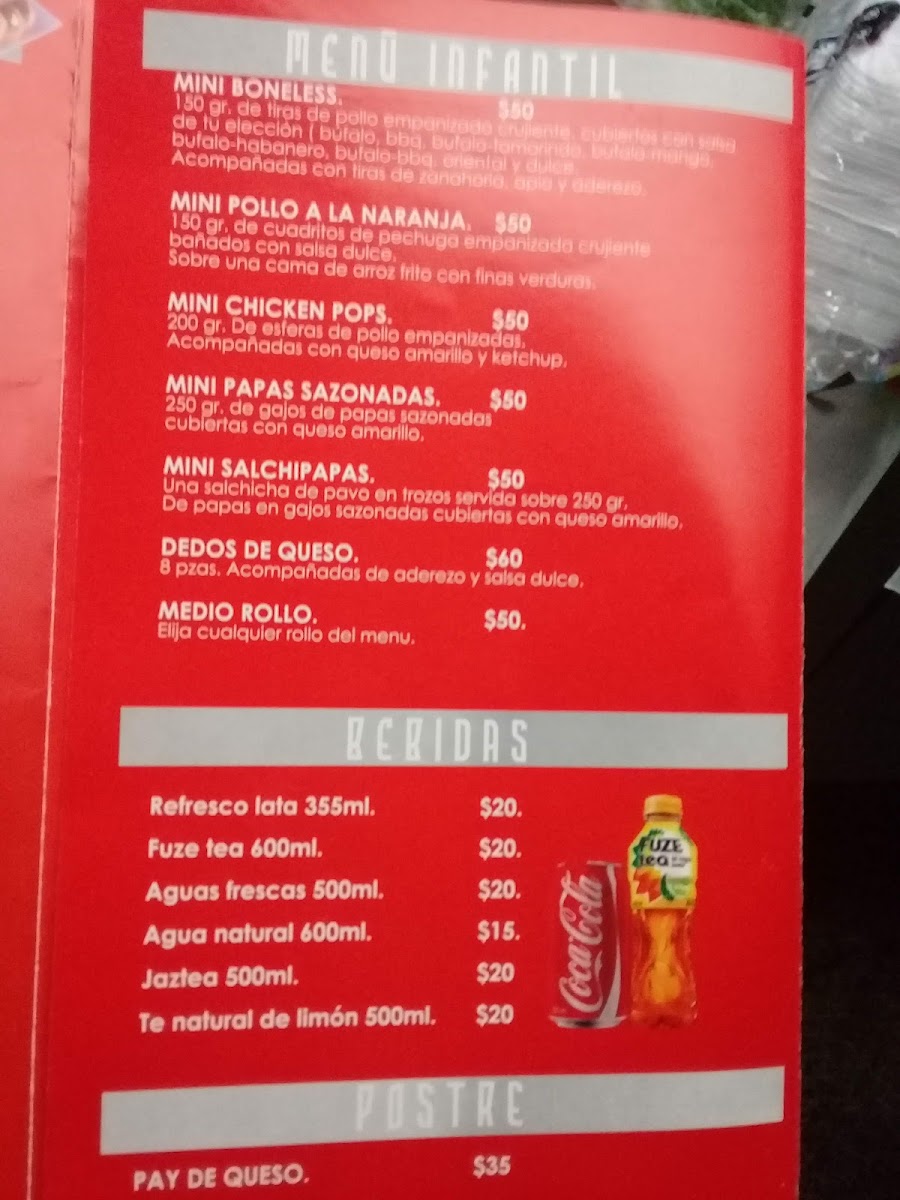 MENÚ INFANTIL
MINI BONELESS. $50
150 gr. de tiras de pollo empanizado crujiente, cubiertos con salsa
de tu elección ( bufalo, bbq, bufalo-tamarindo, bufalo-mango,
bufalo-habanero, bufalo-bbq, oriental y dulce.
Acompañadas con tiras de zanahoria, apio y aderezo.
MINI POLLO A LA NARANJA. $50
150 gr. de cuadritos de pechuga empanizada crujiente
bañados con salsa dulce.
Sobre una cama de arroz frito con finas verduras.
MINI CHICKEN POPS. $50
200 gr. De esferas de pollo empanizadas.
Acompañadas con queso amarillo y ketchup.
MINI PAPAS SAZONADAS. $50
250 gr. de gajos de papas sazonadas
cubiertas con queso amarillo.
MINI SALCHIPAPAS. $50
Una salchicha de pavo en trozos servida sobre 250 gr.
De papas en gajos sazonadas cubiertas con queso amarillo.
DEDOS DE QUESO. $60
8 pzas. Acompañadas de aderezo y salsa dulce.
MEDIO ROLLO. $50.
Elija cualquier rollo del menu.
BEBIDAS
Refresco lata 355ml. $20.
Fuze tea 600ml. $20.
Aguas frescas 500ml. $20.
Agua natural 600ml. $15.
Jaztea 500ml. $20
Te natural de limón 500ml. $20
Coca-Cola
FUZE
tea
POSTRE
PAY DE QUESO. $35